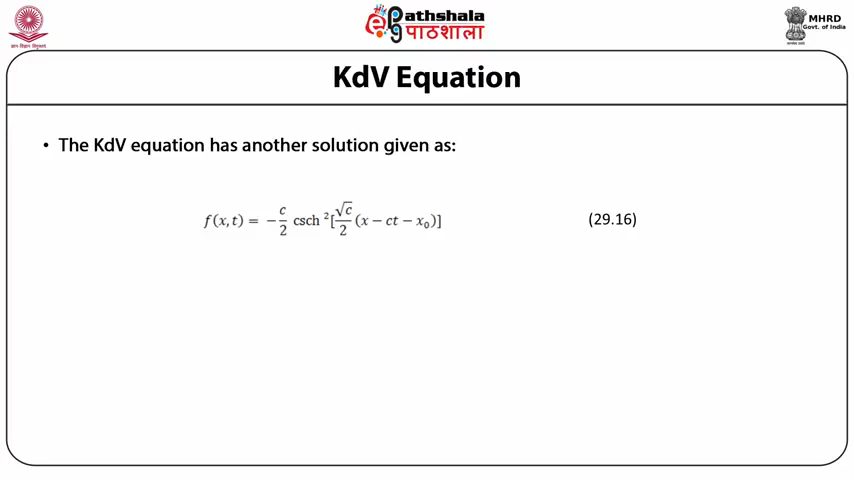 Pathshala
पाठशाला
MHRD
Govt. of India
KdV Equation
• The KdV equation has another solution given as:
f(x, t) = −c/2 csch²[√c/2 (x − ct − x₀)] (29.16)